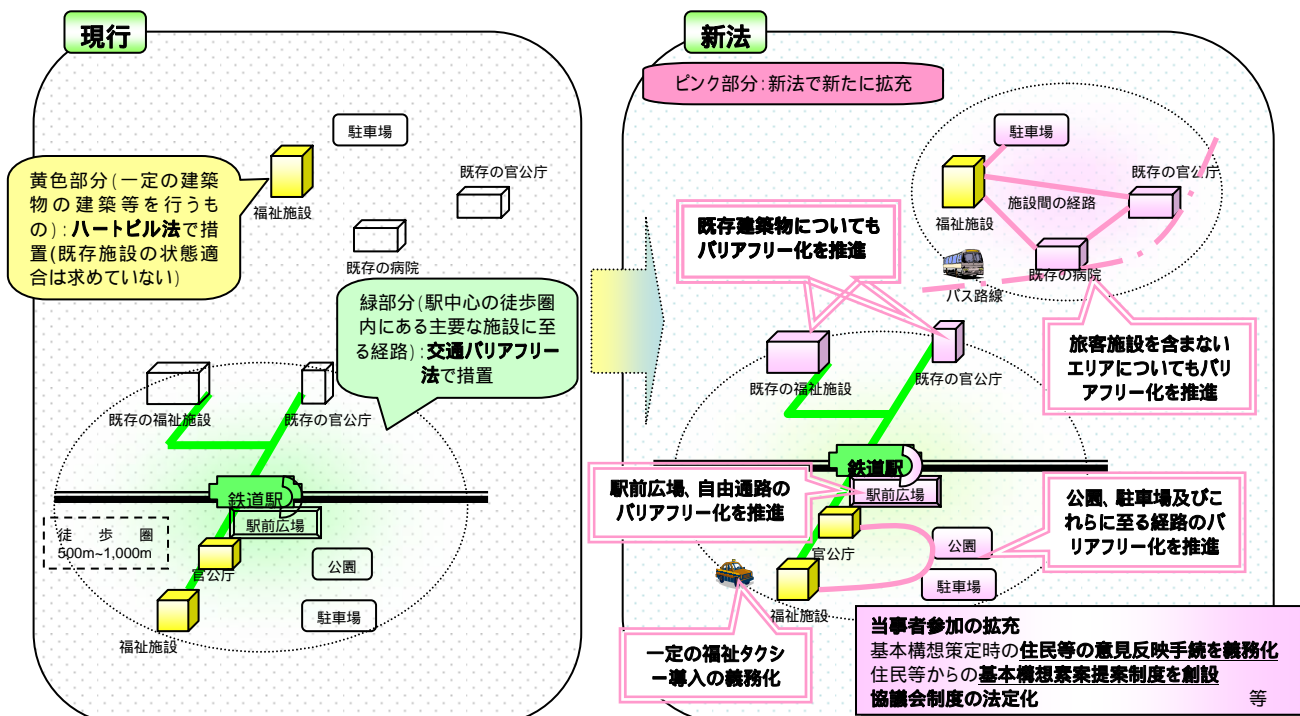 現行
駐車場
既存の官公庁
福祉施設
既存の病院
黄色部分(一定の建築
物の建築等を行うも
の):ハートビル法で措
置(既存施設の状態適
合は求めていない)
緑部分(駅中心の徒歩圏
内にある主要な施設に至
る経路):交通バリアフリー
法で措置
既存の福祉施設
既存の官公庁
鉄道駅
駅前広場
徒歩圏
500m~1,000m
官公庁
公園
駐車場
福祉施設
新法
ピンク部分:新法で新たに拡充
駐車場
既存の官公庁
施設間の経路
福祉施設
既存の病院
バス路線
既存建築物についても
バリアフリー化を推進
旅客施設を含まない
エリアについてもバリ
アフリー化を推進
既存の福祉施設
既存の官公庁
鉄道駅
駅前広場
駅前広場、自由通路の
バリアフリー化を推進
公園、駐車場及びこ
れらに至る経路のバ
リアフリー化を推進
官公庁
公園
駐車場
福祉施設
一定の福祉タクシ
ー導入の義務化
当事者参加の拡充
基本構想策定時の住民等の意見反映手続を義務化
住民等からの基本構想素案提案制度を創設
協議会制度の法定化 等